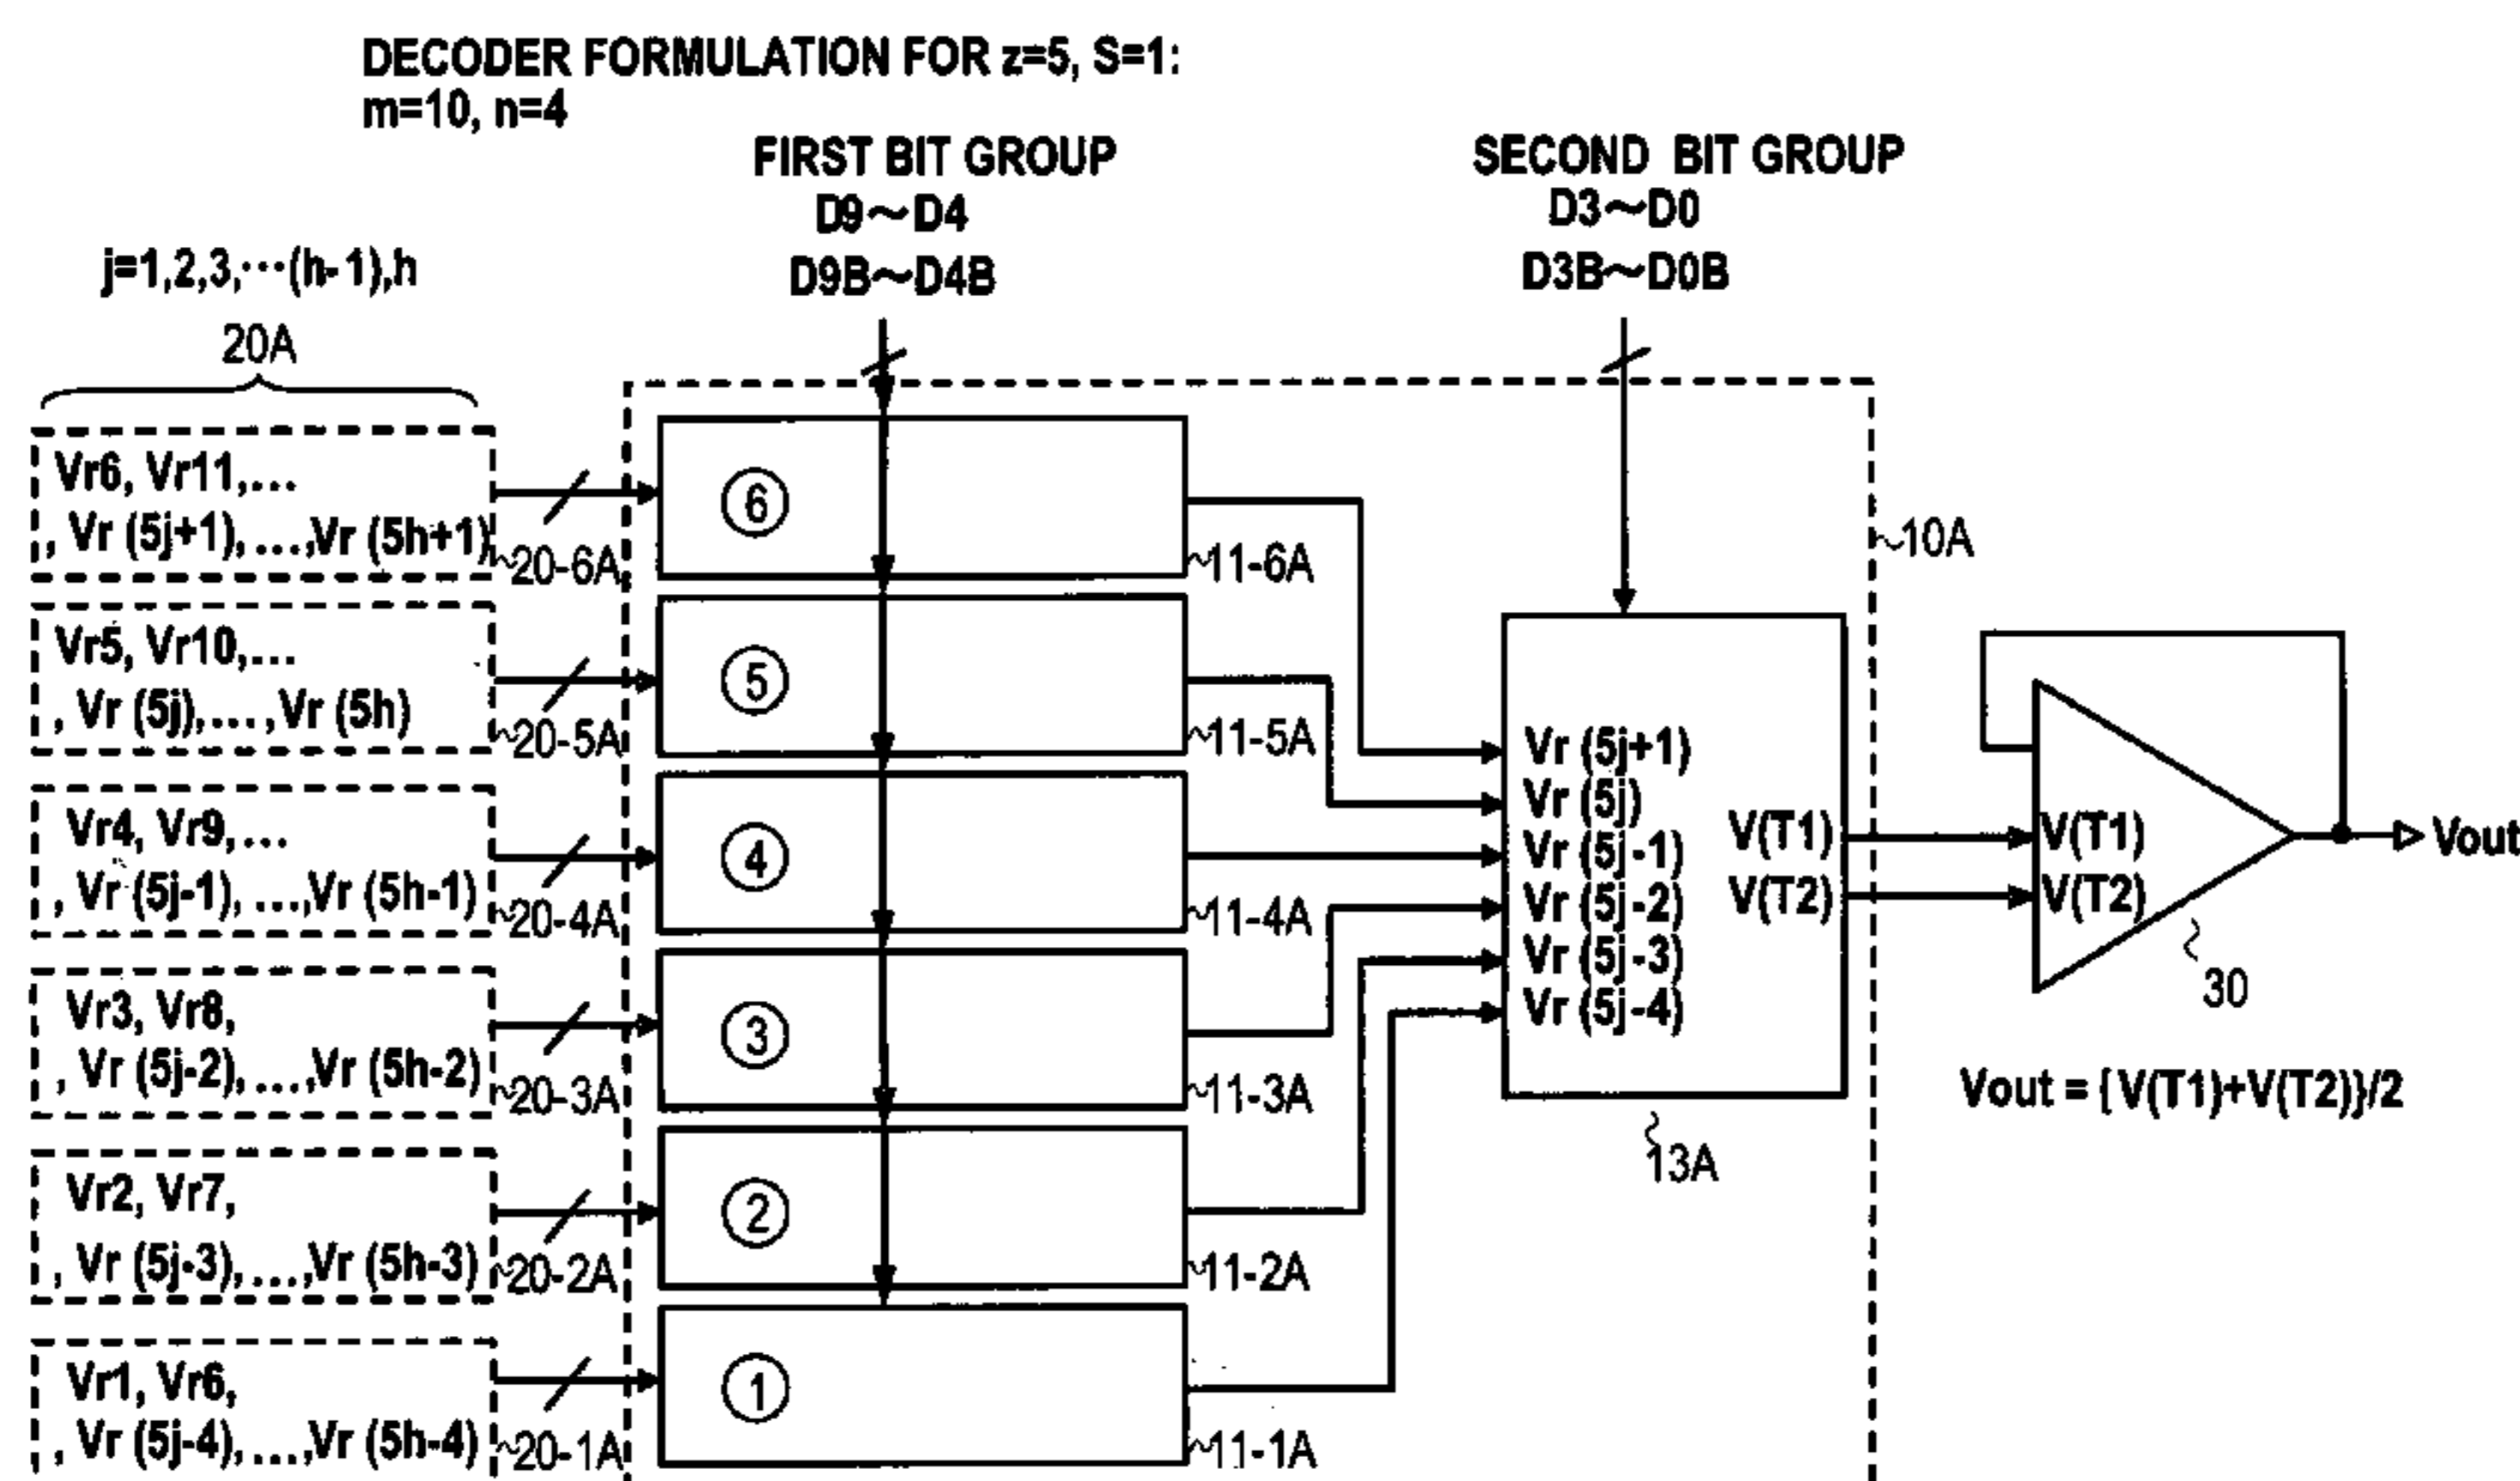 DECODER FORMULATION FOR z=5, S=1:
m=10, n=4
FIRST BIT GROUP
D9~D4
D9B~D4B
SECOND BIT GROUP
D3~D0
D3B~D0B
j=1,2,3,···(h-1),h
20A
Vr6, Vr11,...
, Vr (5j+1),...,Vr (5h+1)
20-6A
⑥
11-6A
10A
Vr5, Vr10,...
, Vr (5j),....,Vr (5h)
20-5A
⑤
11-5A
Vr4, Vr9,...
, Vr (5j-1), ...,Vr (5h-1)
20-4A
④
11-4A
Vr3, Vr8,
, Vr (5j-2),...,Vr (5h-2)
20-3A
③
11-3A
Vr2, Vr7,
, Vr (5j-3),...,Vr (5h-3)
20-2A
②
11-2A
Vr1, Vr6,
, Vr (5j-4),...,Vr (5h-4)
20-1A
①
11-1A
Vr (5j+1)
Vr (5j)
Vr (5j-1)
Vr (5j-2)
Vr (5j-3)
Vr (5j-4)
V(T1)
V(T2)
13A
V(T1)
V(T2)
30
Vout
Vout = {V(T1)+V(T2)}/2